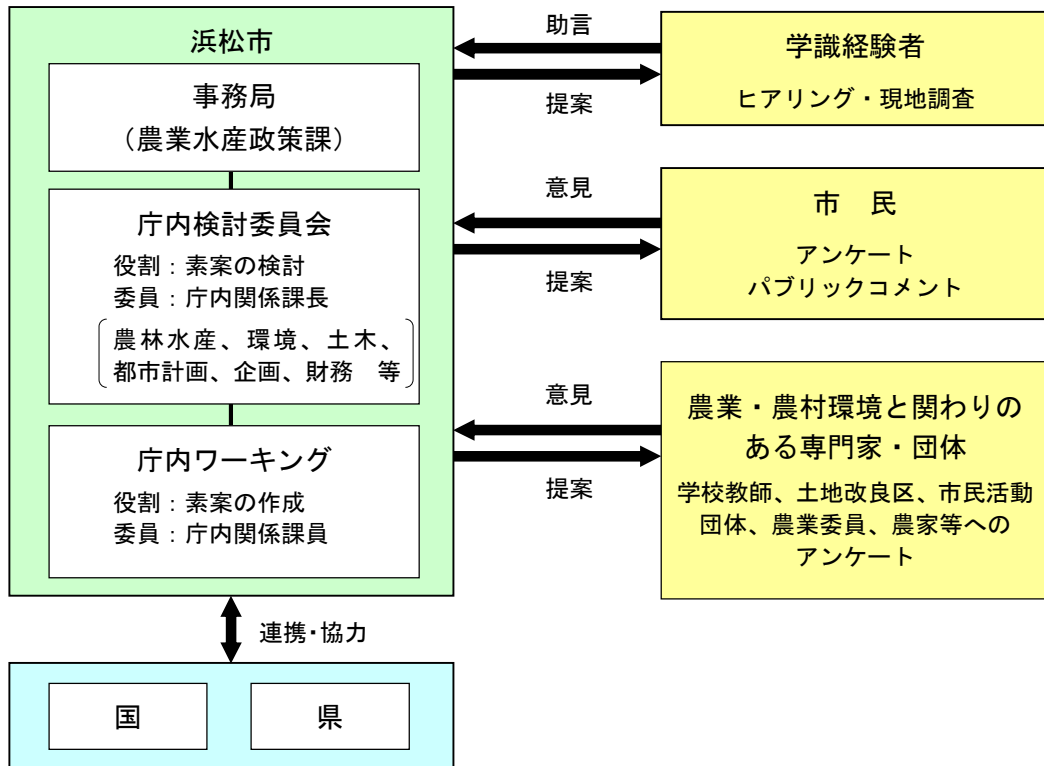 浜松市
事務局
（農業水産政策課）
庁内検討委員会
役割：素案の検討
委員：庁内関係課長
農林水産、環境、土木、
都市計画、企画、財務　等
庁内ワーキング
役割：素案の作成
委員：庁内関係課員
助言
提案
学識経験者
ヒアリング・現地調査
意見
提案
市　民
アンケート
パブリックコメント
意見
提案
農業・農村環境と関わりの
ある専門家・団体
学校教師、土地改良区、市民活動
団体、農業委員、農家等への
アンケート
連携・協力
国
県